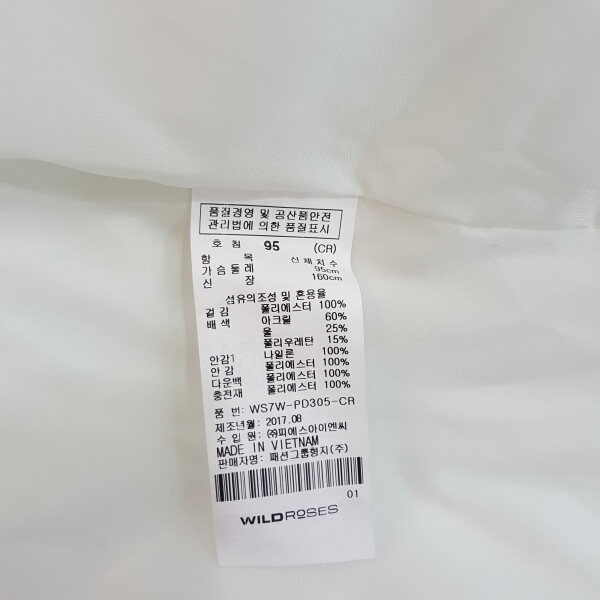 품질경영 및 공산품안전
관리법에 의한 품질표시
호 칭 95 (CR)
항 목 신체치수
가슴둘레 95cm
신 장 160cm
섬유의조성 및 혼용율
겉 감 폴리에스터 100%
배 색 아크릴 60%
울 25%
폴리우레탄 15%
안감1 나일론 100%
안 감 폴리에스터 100%
다운백 폴리에스터 100%
충전재 폴리에스터 100%
품 번: WS7W-PD305-CR
제조년월: 2017.08
수 입 원: ㈜피에스아이엔씨
MADE IN VIETNAM
판매자명: 패션그룹형지(주)
01
WILDROSES